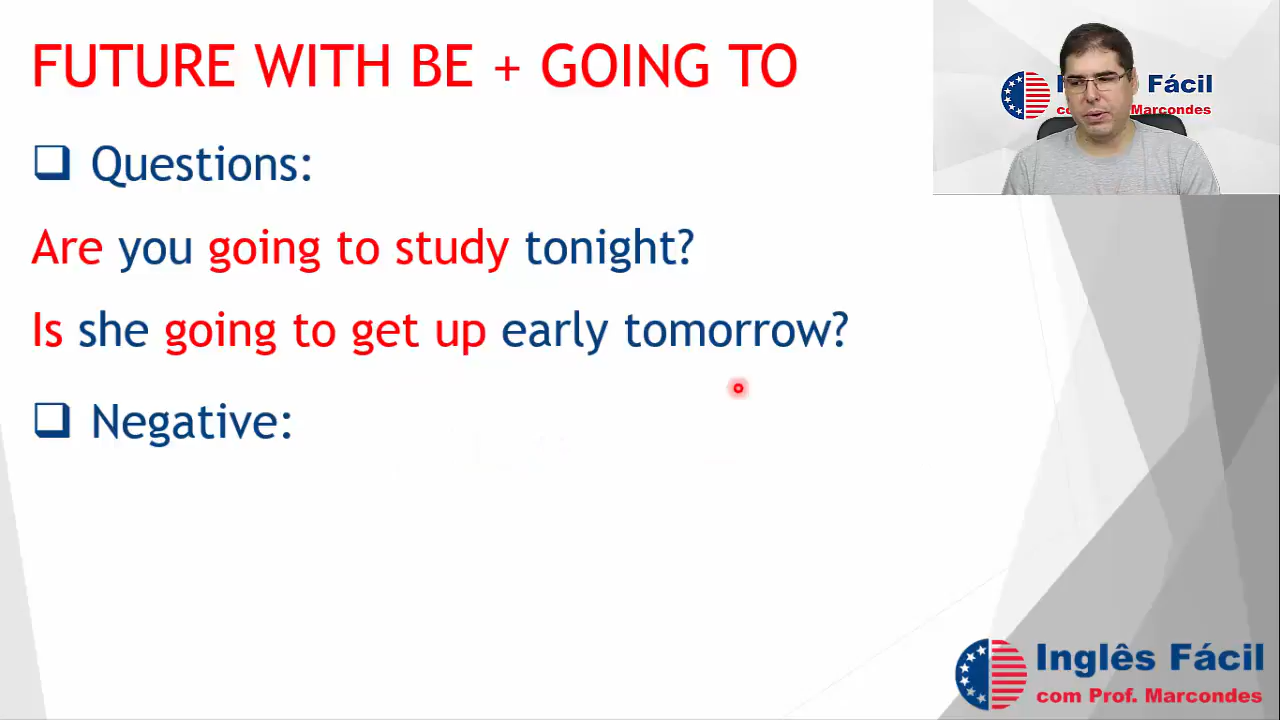 FUTURE WITH BE + GOING TO
Fácil
Marcondes
Questions:
Are you going to study tonight?
Is she going to get up early tomorrow?
Negative:
Inglês Fácil
com Prof. Marcondes